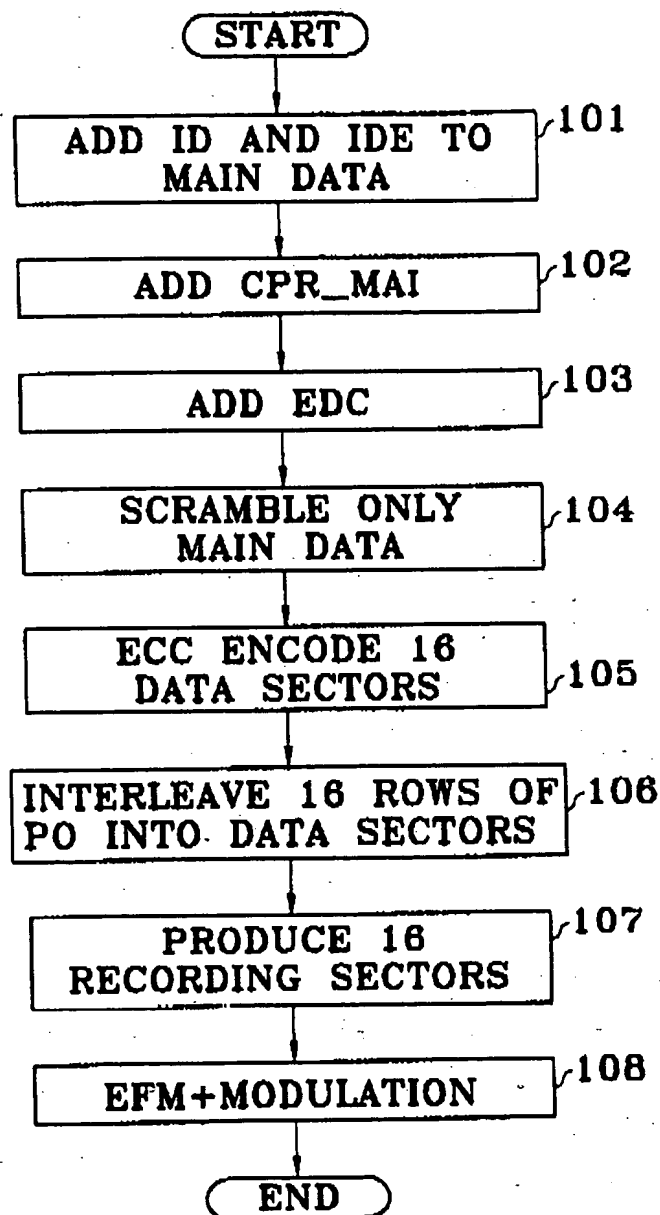 START
ADD ID AND IDE TO
MAIN DATA
101
ADD CPR_MAI
102
ADD EDC
103
SCRAMBLE ONLY
MAIN DATA
104
ECC ENCODE 16
DATA SECTORS
105
INTERLEAVE 16 ROWS OF
PO INTO DATA SECTORS
106
PRODUCE 16
RECORDING SECTORS
107
EFM+MODULATION
108
END